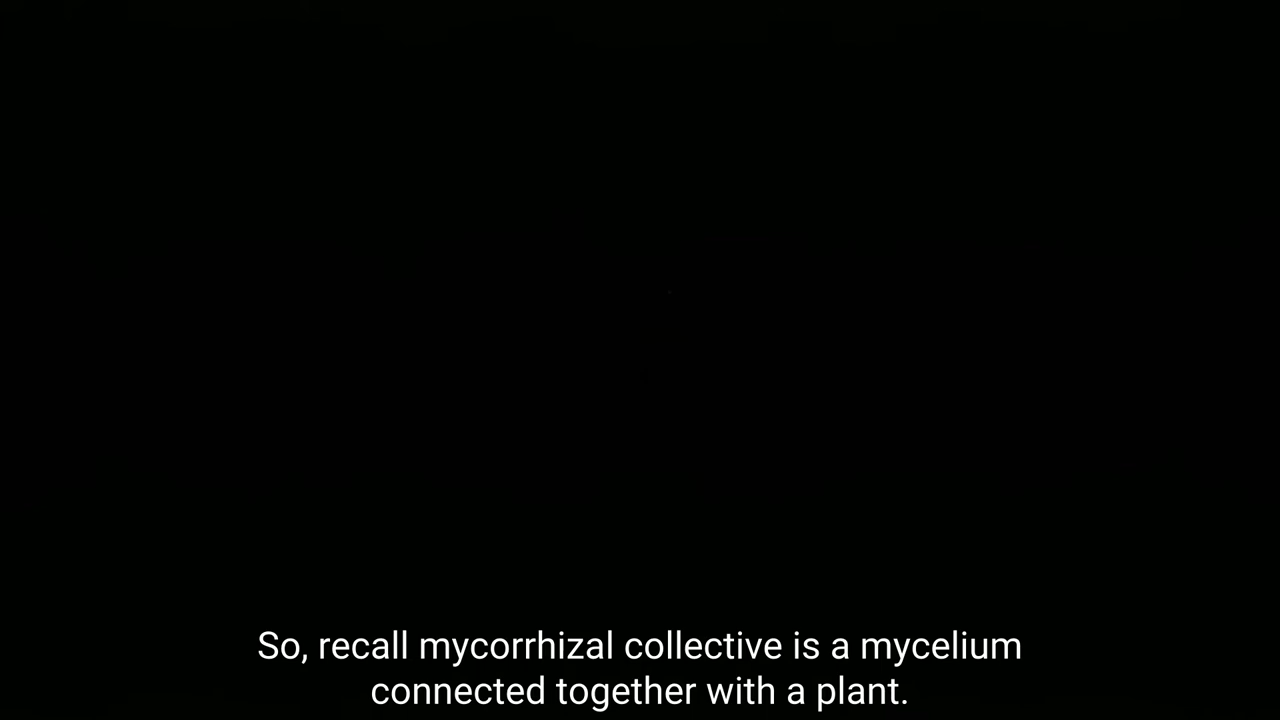 So, recall mycorrhizal collective is a mycelium
connected together with a plant.